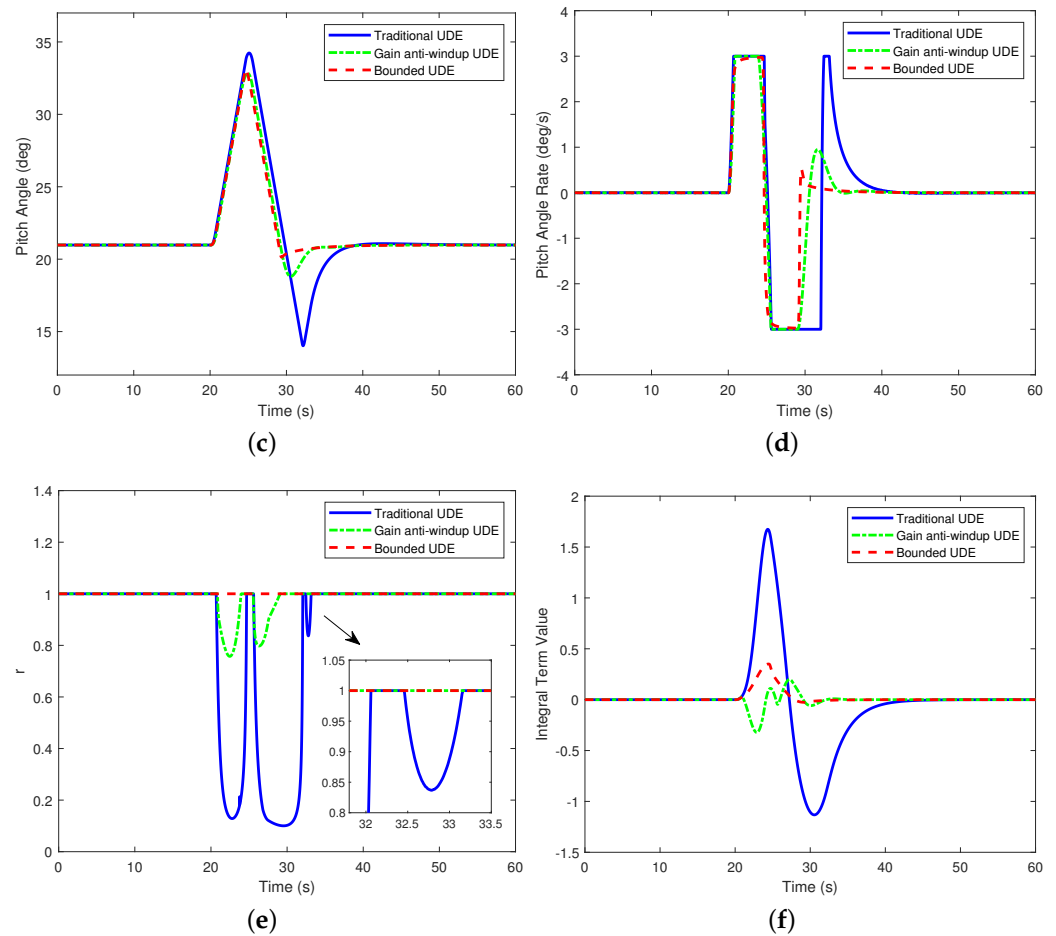 35
30
25
20
15
Pitch Angle (deg)
0 10 20 30 40 50 60
Time (s)
Traditional UDE
Gain anti-windup UDE
Bounded UDE
(c)
4
3
2
1
0
-1
-2
-3
-4
Pitch Angle Rate (deg/s)
0 10 20 30 40 50 60
Time (s)
Traditional UDE
Gain anti-windup UDE
Bounded UDE
(d)
1.4
1.2
1
0.8
0.6
0.4
0.2
0
r
0 10 20 30 40 50 60
Time (s)
Traditional UDE
Gain anti-windup UDE
Bounded UDE
1.05
1
0.95
0.9
0.85
0.8
32 32.5 33 33.5
(e)
2
1.5
1
0.5
0
-0.5
-1
-1.5
Integral Term Value
0 10 20 30 40 50 60
Time (s)
Traditional UDE
Gain anti-windup UDE
Bounded UDE
(f)